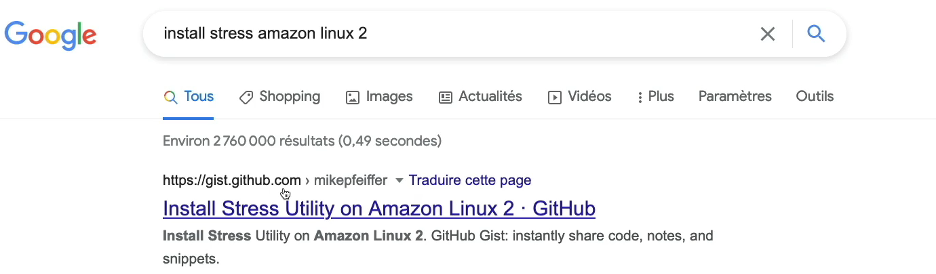 Google
install stress amazon linux 2
Tous Shopping Images Actualités Vidéos Plus Paramètres Outils
Environ 2 760 000 résultats (0,49 secondes)
https://gist.github.com › mikepfeiffer Traduire cette page
Install Stress Utility on Amazon Linux 2 · GitHub
Install Stress Utility on Amazon Linux 2. GitHub Gist: instantly share code, notes, and
snippets.